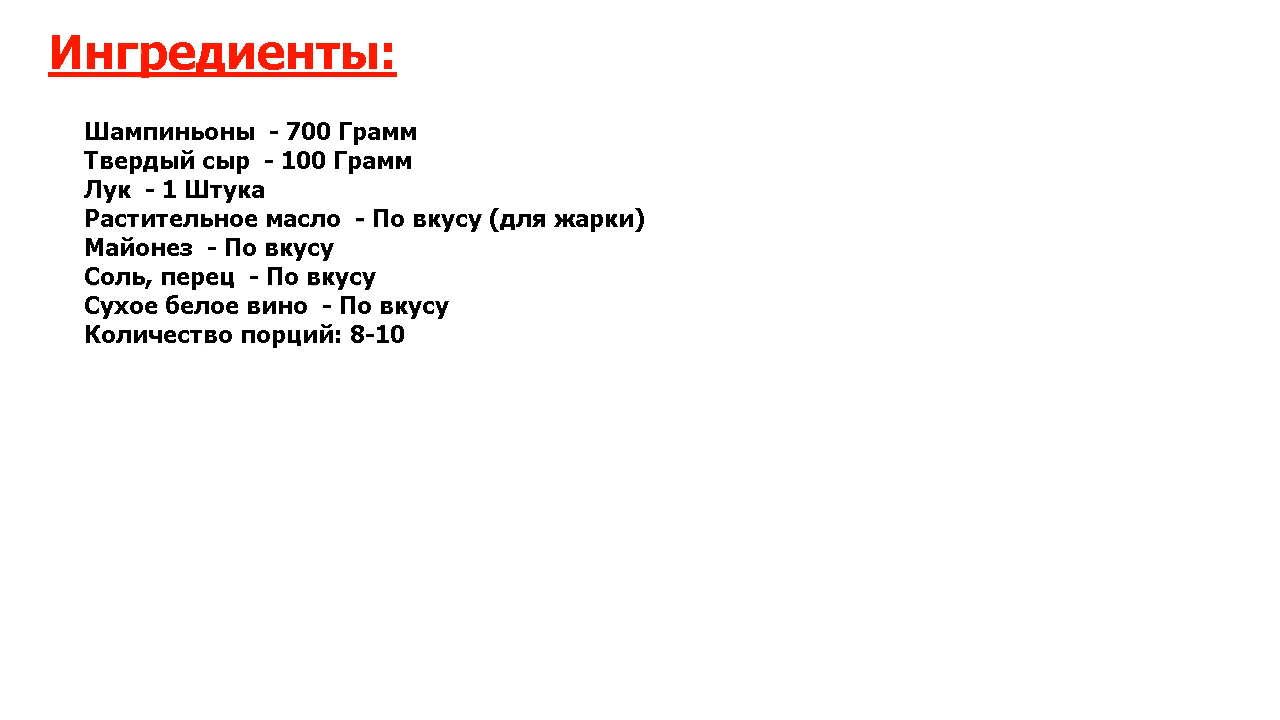 Ингредиенты:
Шампиньоны  - 700 Грамм
Твердый сыр  - 100 Грамм
Лук  - 1 Штука
Растительное масло  - По вкусу (для жарки)
Майонез  - По вкусу
Соль, перец  - По вкусу
Сухое белое вино  - По вкусу
Количество порций: 8-10